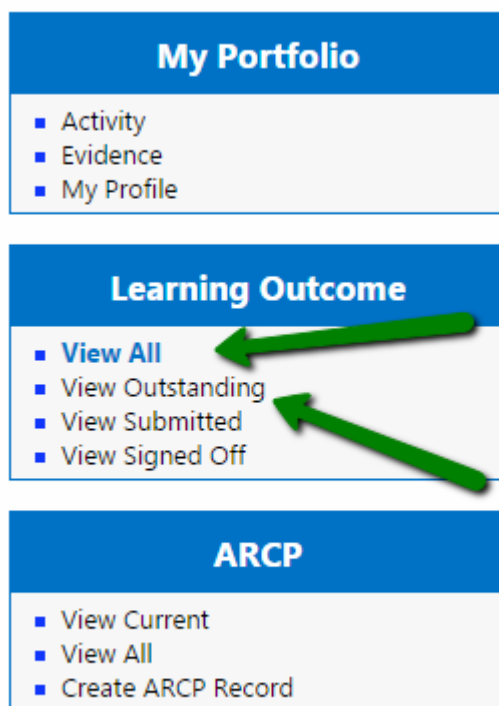 My Portfolio
Activity
Evidence
My Profile
Learning Outcome
View All
View Outstanding
View Submitted
View Signed Off
ARCP
View Current
View All
Create ARCP Record